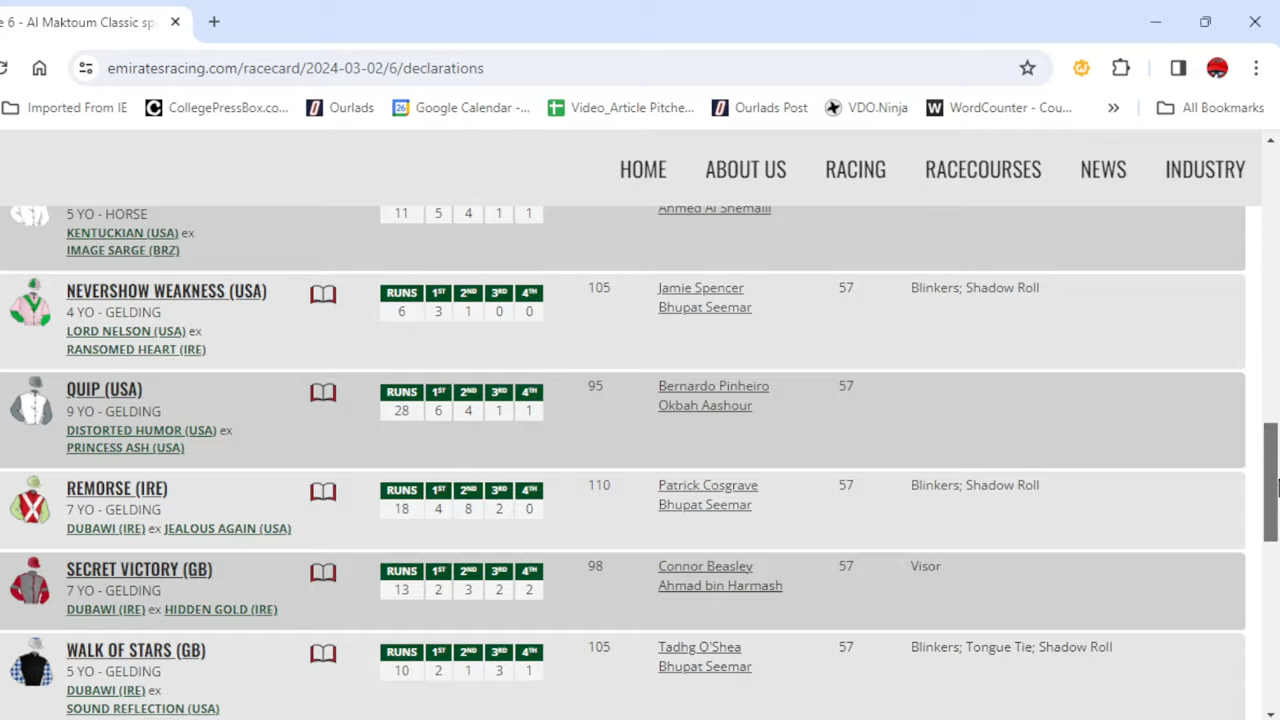 e 6 - Al Maktoum Classic sp
emiratesracing.com/racecard/2024-03-02/6/declarations
Imported From IE CollegePressBox.co... Ourlads Google Calendar -... Video_Article Pitche... Ourlads Post VDO.Ninja WordCounter - Cou... » All Bookmarks
HOME ABOUT US RACING RACECOURSES NEWS INDUSTRY
5 YO - HORSE 11 5 4 1 1 Ahmed Al Shemaili
KENTUCKIAN (USA) ex
IMAGE SARGE (BRZ)
NEVERSHOW WEAKNESS (USA) RUNS 1ST 2ND 3RD 4TH 105 Jamie Spencer 57 Blinkers; Shadow Roll
4 YO - GELDING 6 3 1 0 0 Bhupat Seemar
LORD NELSON (USA) ex
RANSOMED HEART (IRE)
QUIP (USA) RUNS 1ST 2ND 3RD 4TH 95 Bernardo Pinheiro 57
9 YO - GELDING 28 6 4 1 1 Okbah Aashour
DISTORTED HUMOR (USA) ex
PRINCESS ASH (USA)
REMORSE (IRE) RUNS 1ST 2ND 3RD 4TH 110 Patrick Cosgrave 57 Blinkers; Shadow Roll
7 YO - GELDING 18 4 8 2 0 Bhupat Seemar
DUBAWI (IRE) ex JEALOUS AGAIN (USA)
SECRET VICTORY (GB) RUNS 1ST 2ND 3RD 4TH 98 Connor Beasley 57 Visor
7 YO - GELDING 13 2 3 2 2 Ahmad bin Harmash
DUBAWI (IRE) ex HIDDEN GOLD (IRE)
WALK OF STARS (GB) RUNS 1ST 2ND 3RD 4TH 105 Tadhg O'Shea 57 Blinkers; Tongue Tie; Shadow Roll
5 YO - GELDING 10 2 1 3 1 Bhupat Seemar
DUBAWI (IRE) ex
SOUND REFLECTION (USA)